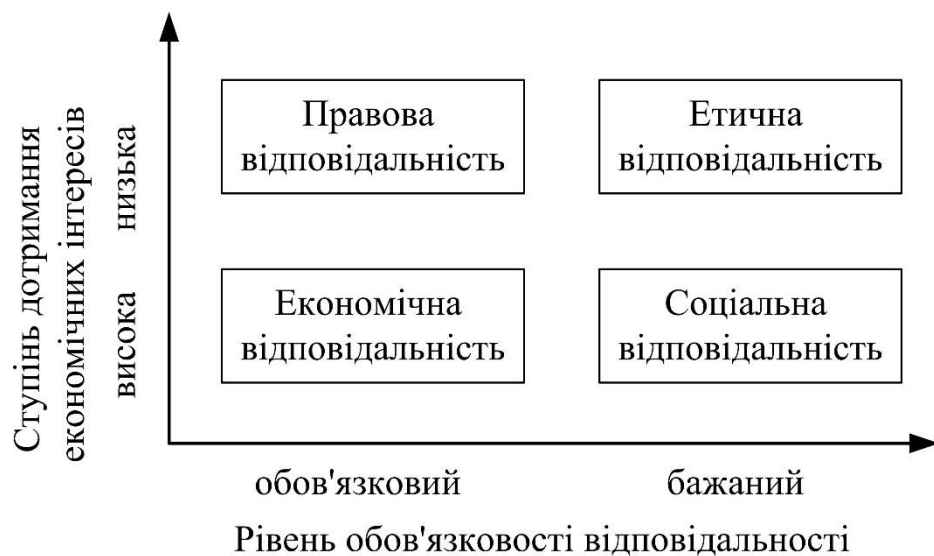 Ступінь дотримання
економічних інтересів
низька
висока
Правова
відповідальність
Етична
відповідальність
Економічна
відповідальність
Соціальна
відповідальність
обов'язковий
бажаний
Рівень обов'язковості відповідальності